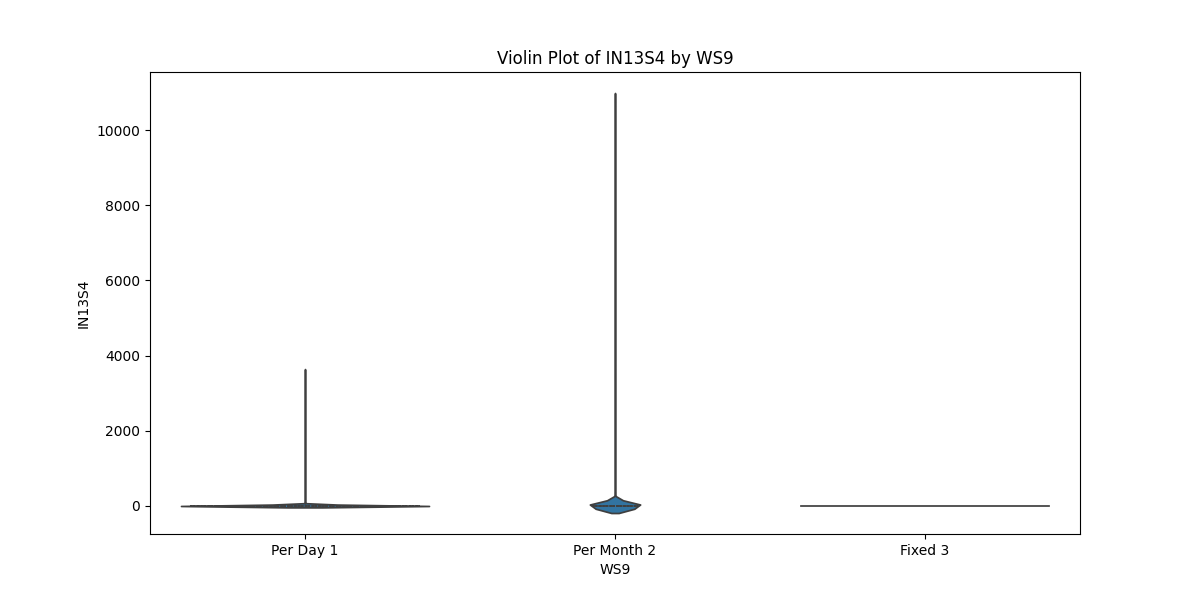 Violin Plot of IN13S4 by WS9
10000
8000
6000
4000
2000
0
IN13S4
Per Day 1
Per Month 2
Fixed 3
WS9